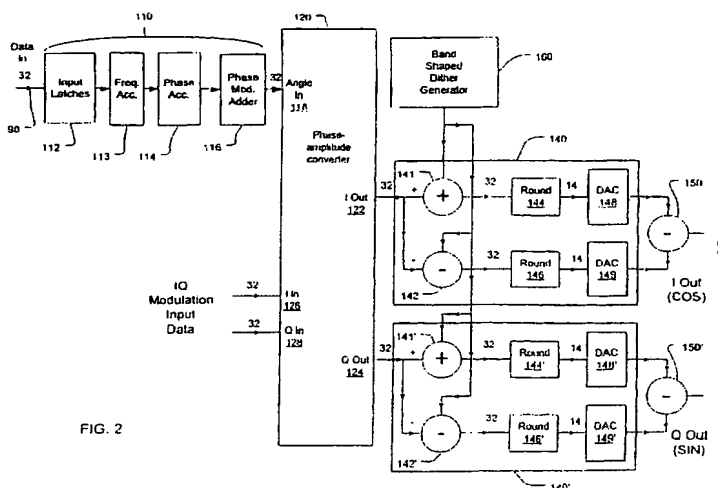 110
120
Data In
32
90
Input Latches
112
Freq. Acc.
113
Phase Acc.
114
Phase Mod. Adder
116
32
Angle In
118
Phase-amplitude converter
Band Shaped Dither Generator
160
140
I Out
122
32
+
141
+
32
Round
144
14
DAC
148
150
-
-
-
142
32
Round
146
14
DAC
149
I Out
(COS)
IQ
Modulation
Input
Data
32
I In
126
32
Q In
128
Q Out
124
32
+
141'
+
32
Round
144'
14
DAC
148'
150'
-
-
-
142'
32
Round
146'
14
DAC
149'
Q Out
(SIN)
140'
FIG. 2